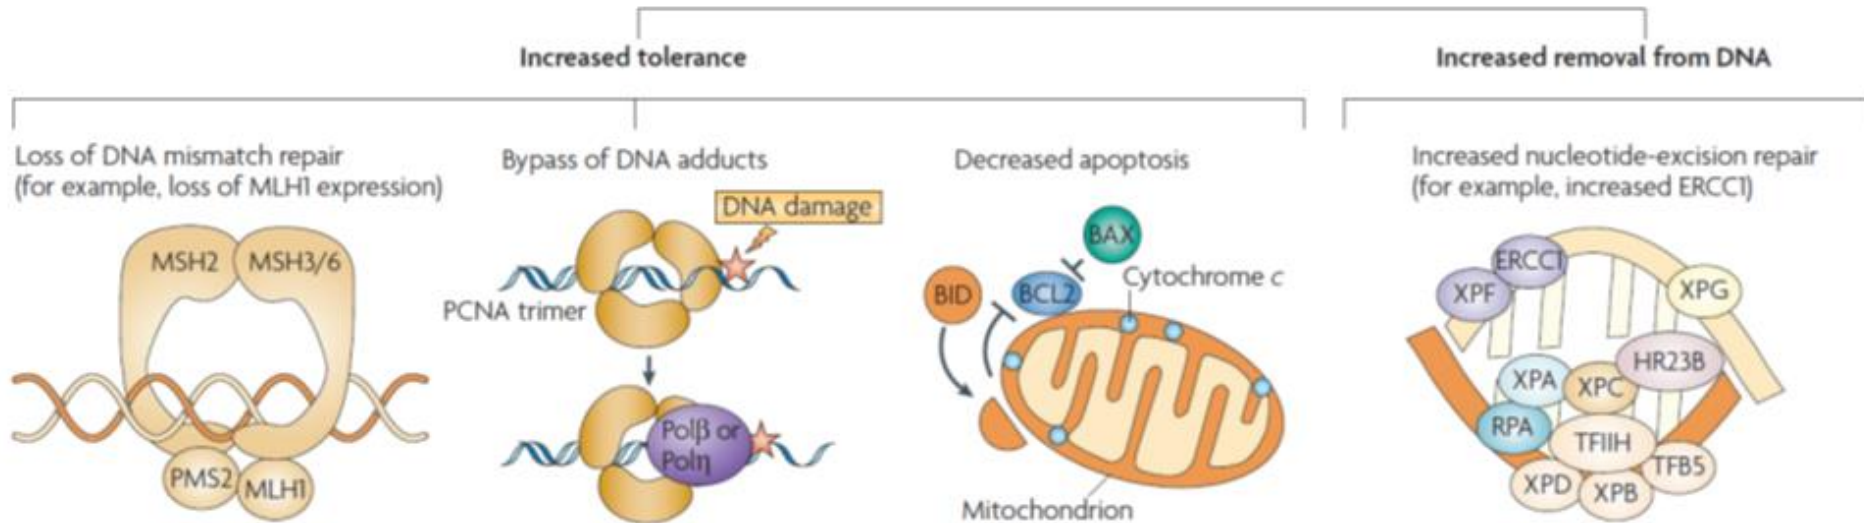 Increased tolerance
Increased removal from DNA
Loss of DNA mismatch repair
(for example, loss of MLH1 expression)
MSH2
MSH3/6
PMS2
MLH1
Bypass of DNA adducts
DNA damage
PCNA trimer
Polβ or
Polη
Decreased apoptosis
BAX
BID
BCL2
Cytochrome c
Mitochondrion
Increased nucleotide-excision repair
(for example, increased ERCC1)
ERCC1
XPF
XPG
HR23B
XPA
XPC
RPA
TFIIH
TFB5
XPD
XPB